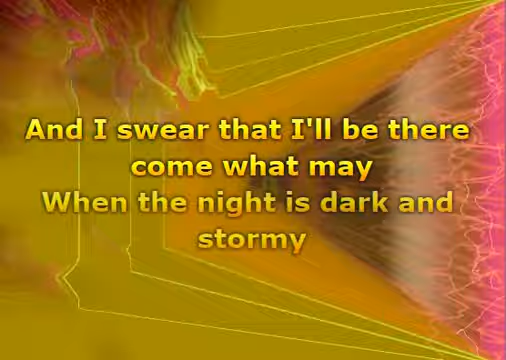 And I swear that I'll be there
come what may
When the night is dark and
stormy